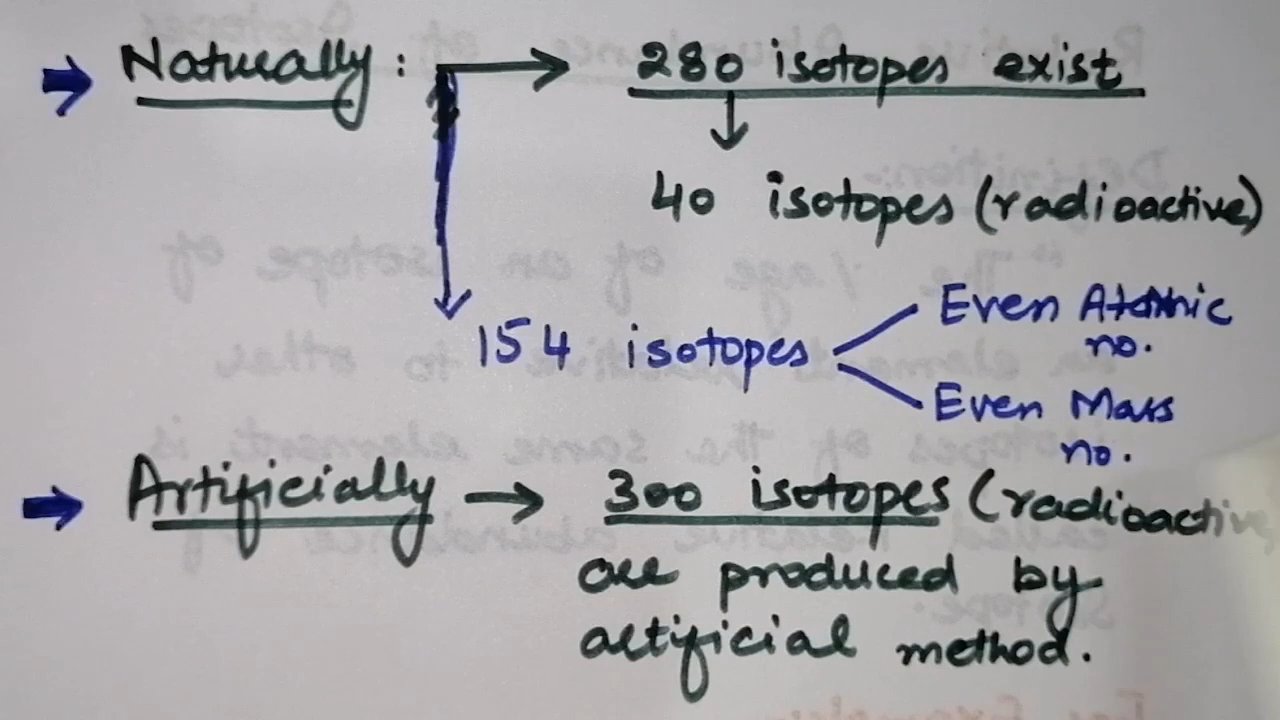 Naturally : → 280 isotopes exist
40 isotopes (radioactive)
154 isotopes
Even Atomic
no.
Even Mass
no.
Artificially → 300 isotopes (radioactive
are produced by
artificial method.